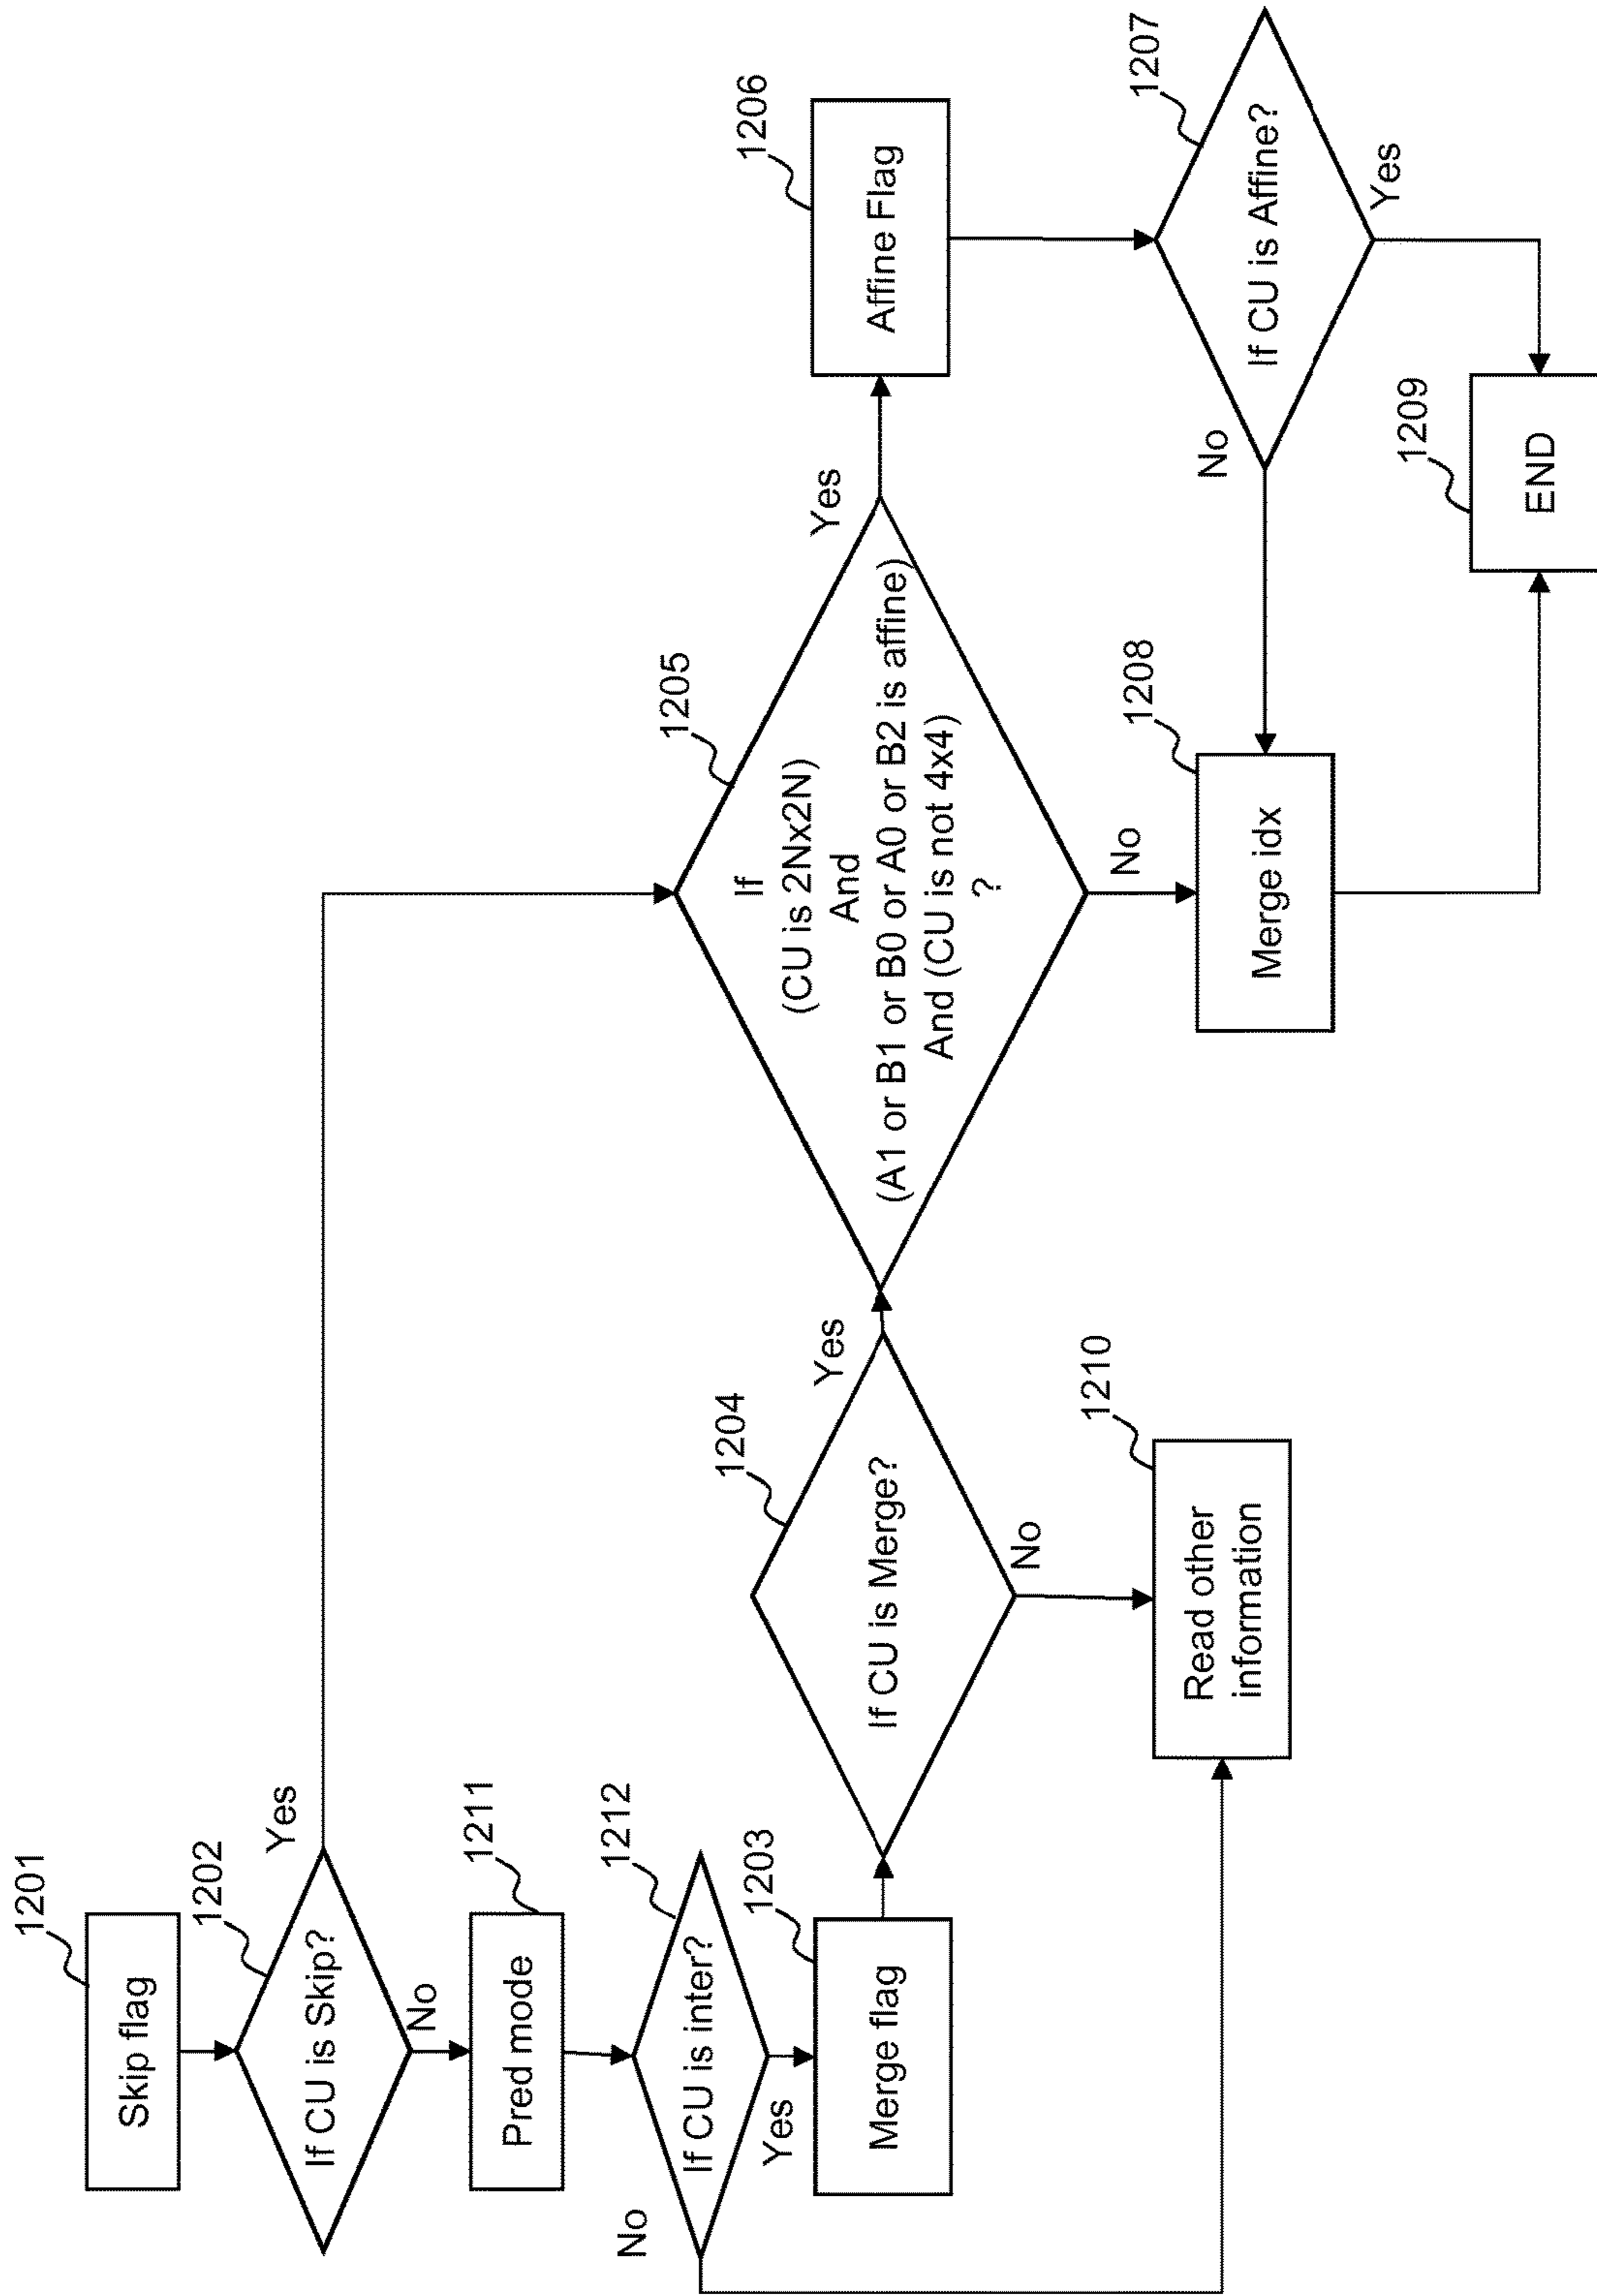 1201
Skip flag
1202
If CU is Skip?
Yes
No
1211
Pred mode
1212
If CU is inter?
No
Yes
1203
Merge flag
1204
If CU is Merge?
Yes
No
1210
Read other
information
1205
If
(CU is 2Nx2N)
And
(A1 or B1 or B0 or A0 or B2 is affine)
And (CU is not 4x4)
?
Yes
No
1206
Affine Flag
1207
If CU is Affine?
No
Yes
1208
Merge idx
1209
END